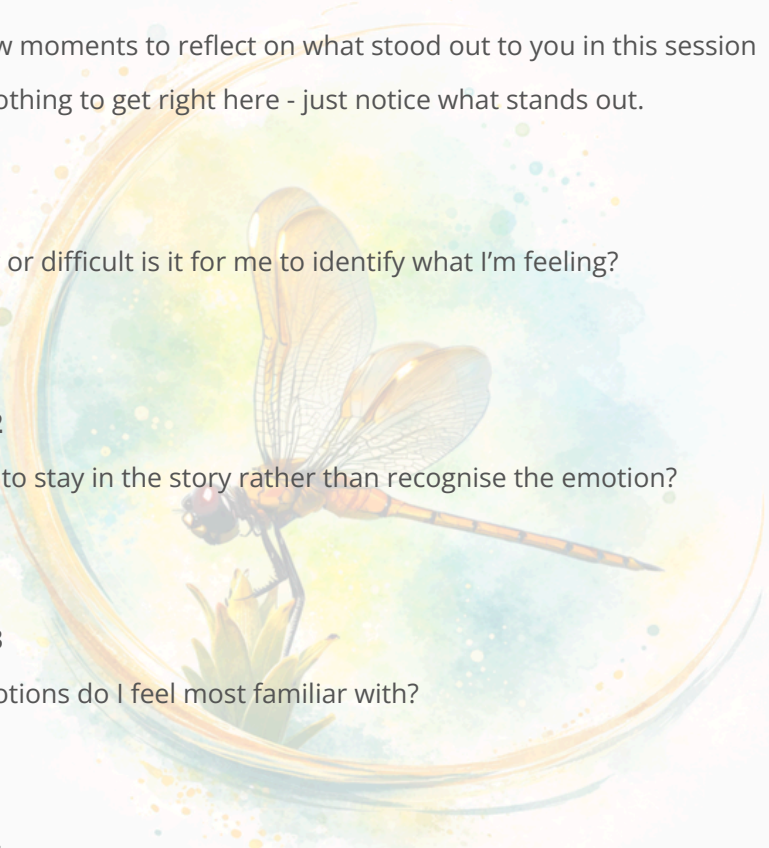 moments to reflect on what stood out to you in this session
to get right here - just notice what stands out.
or difficult is it for me to identify what I’m feeling?
to stay in the story rather than recognise the emotion?
do I feel most familiar with?